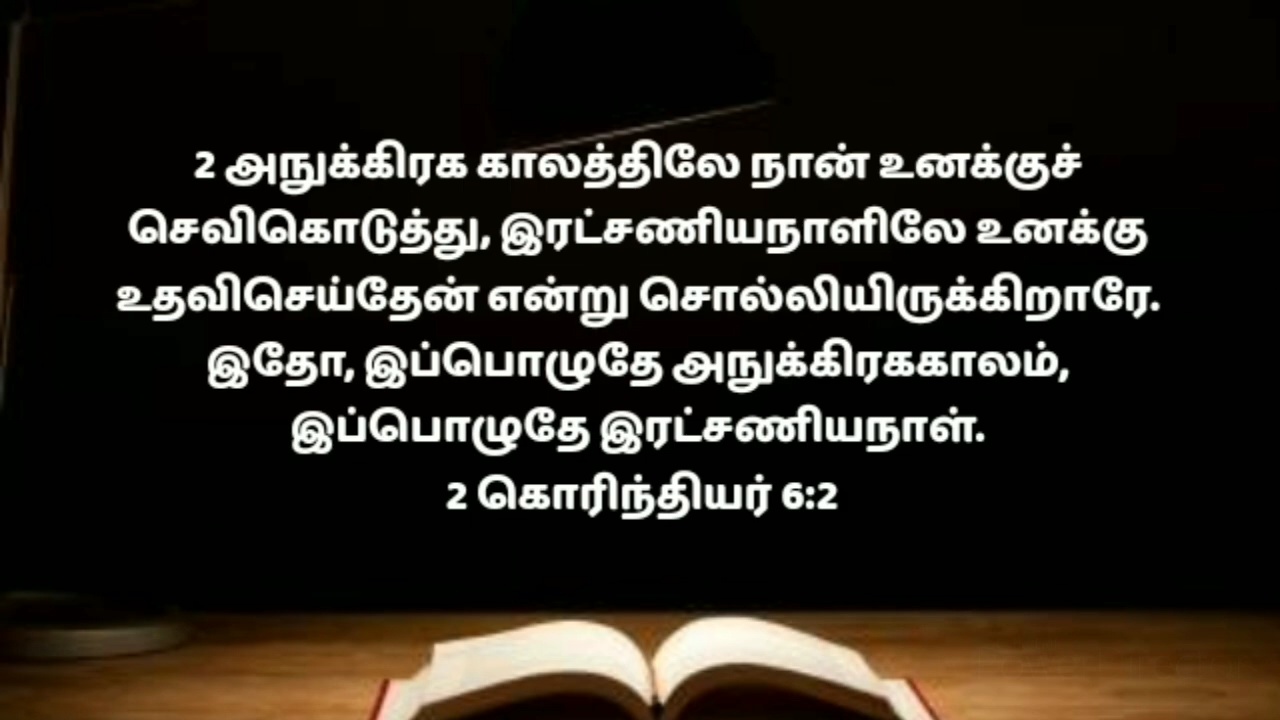 2 அநுக்கிரக காலத்திலே நான் உனக்குச்
செவிகொடுத்து, இரட்சணியநாளிலே உனக்கு
உதவிசெய்தேன் என்று சொல்லியிருக்கிறாரே.
இதோ, இப்பொழுதே அநுக்கிரககாலம்,
இப்பொழுதே இரட்சணியநாள்.
2 கொரிந்தியர் 6:2